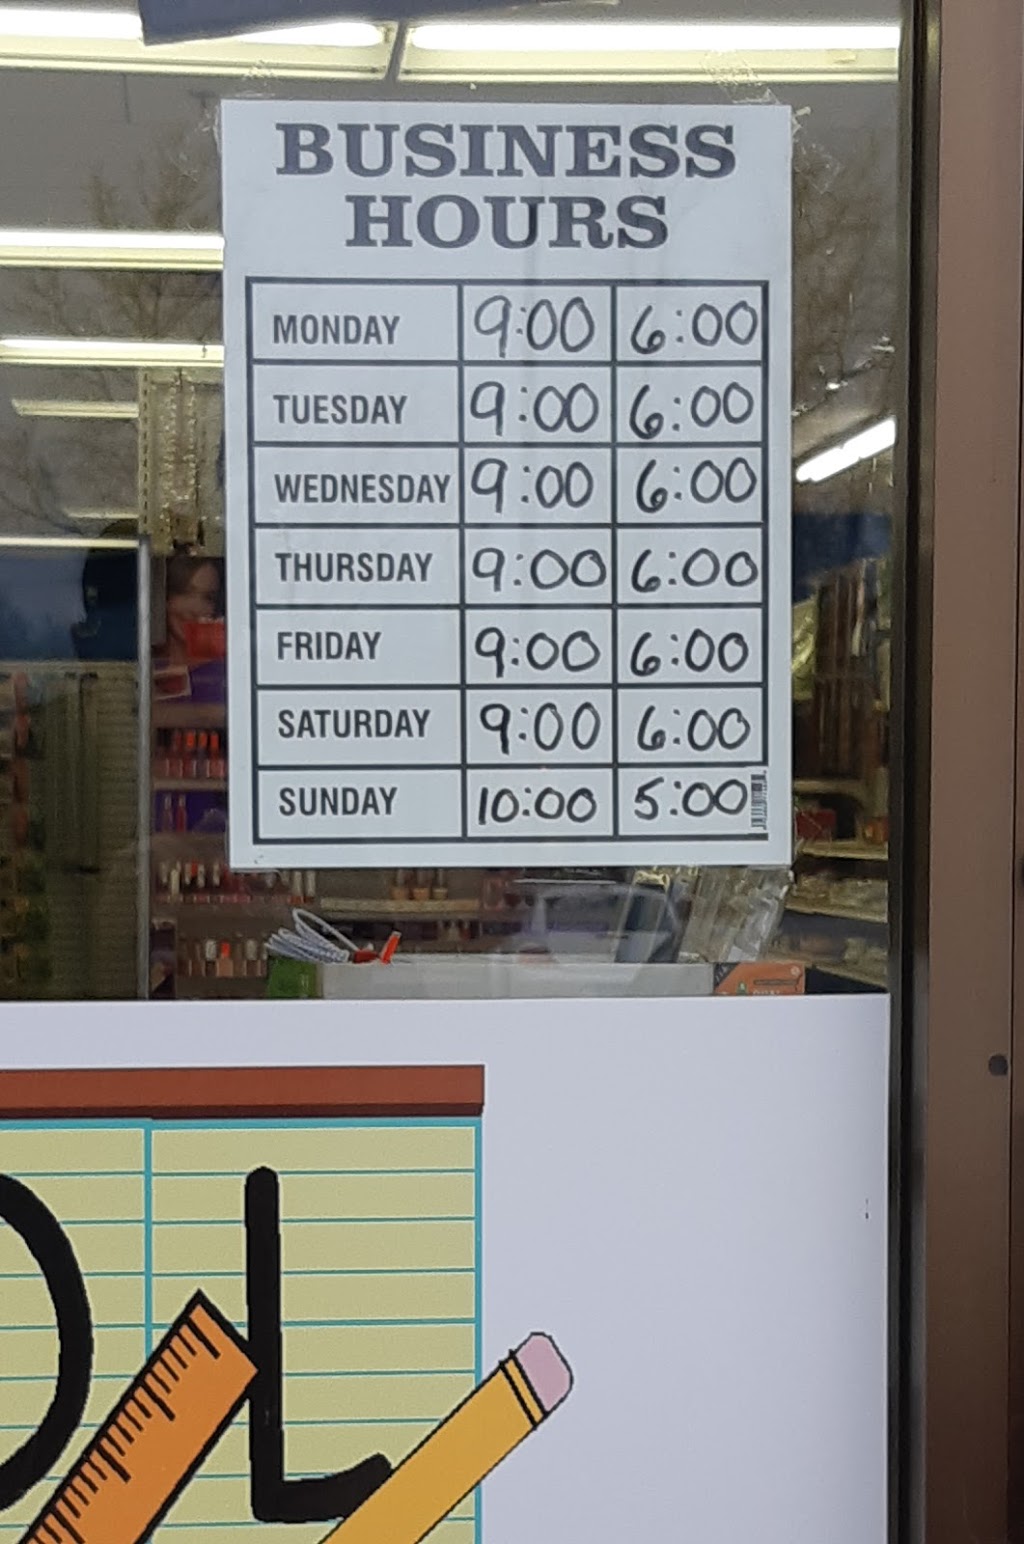 BUSINESS
HOURS
MONDAY 9:00 6:00
TUESDAY 9:00 6:00
WEDNESDAY 9:00 6:00
THURSDAY 9:00 6:00
FRIDAY 9:00 6:00
SATURDAY 9:00 6:00
SUNDAY 10:00 5:00
OL